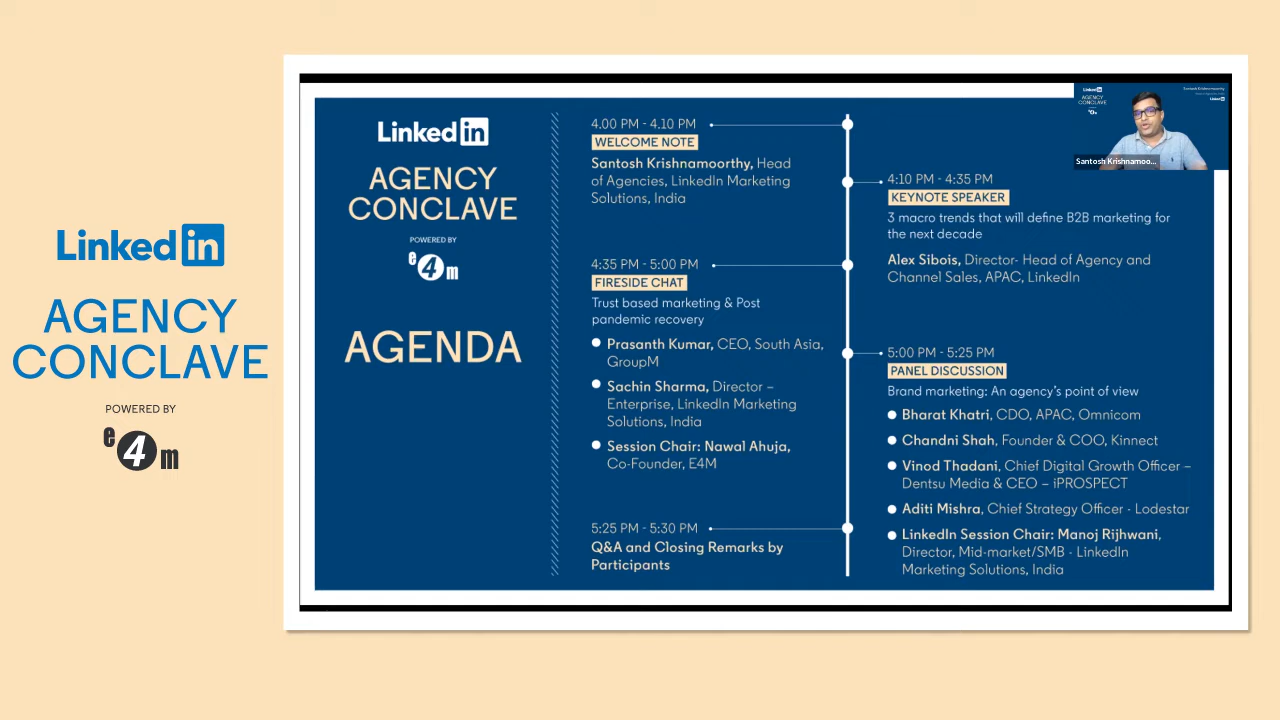 LinkedIn
AGENCY
CONCLAVE
POWERED BY
e4m
LinkedIn
AGENCY
CONCLAVE
POWERED BY
e4m
AGENDA
4.00 PM - 4.10 PM
WELCOME NOTE
Santosh Krishnamoorthy, Head
of Agencies, LinkedIn Marketing
Solutions, India
4:10 PM - 4:35 PM
KEYNOTE SPEAKER
3 macro trends that will define B2B marketing for
the next decade
Alex Sibois, Director- Head of Agency and
Channel Sales, APAC, LinkedIn
4:35 PM - 5:00 PM
FIRESIDE CHAT
Trust based marketing & Post
pandemic recovery
Prasanth Kumar, CEO, South Asia,
GroupM
Sachin Sharma, Director –
Enterprise, LinkedIn Marketing
Solutions, India
Session Chair: Nawal Ahuja,
Co-Founder, E4M
5:00 PM - 5:25 PM
PANEL DISCUSSION
Brand marketing: An agency's point of view
Bharat Khatri, CDO, APAC, Omnicom
Chandni Shah, Founder & COO, Kinnect
Vinod Thadani, Chief Digital Growth Officer –
Dentsu Media & CEO – iPROSPECT
Aditi Mishra, Chief Strategy Officer - Lodestar
LinkedIn Session Chair: Manoj Rijhwani,
Director, Mid-market/SMB - LinkedIn
Marketing Solutions, India
5:25 PM - 5:30 PM
Q&A and Closing Remarks by
Participants
LinkedIn
AGENCY
CONCLAVE
Santosh Krishnamoorthy
LinkedIn
Santosh Krishnamoo...